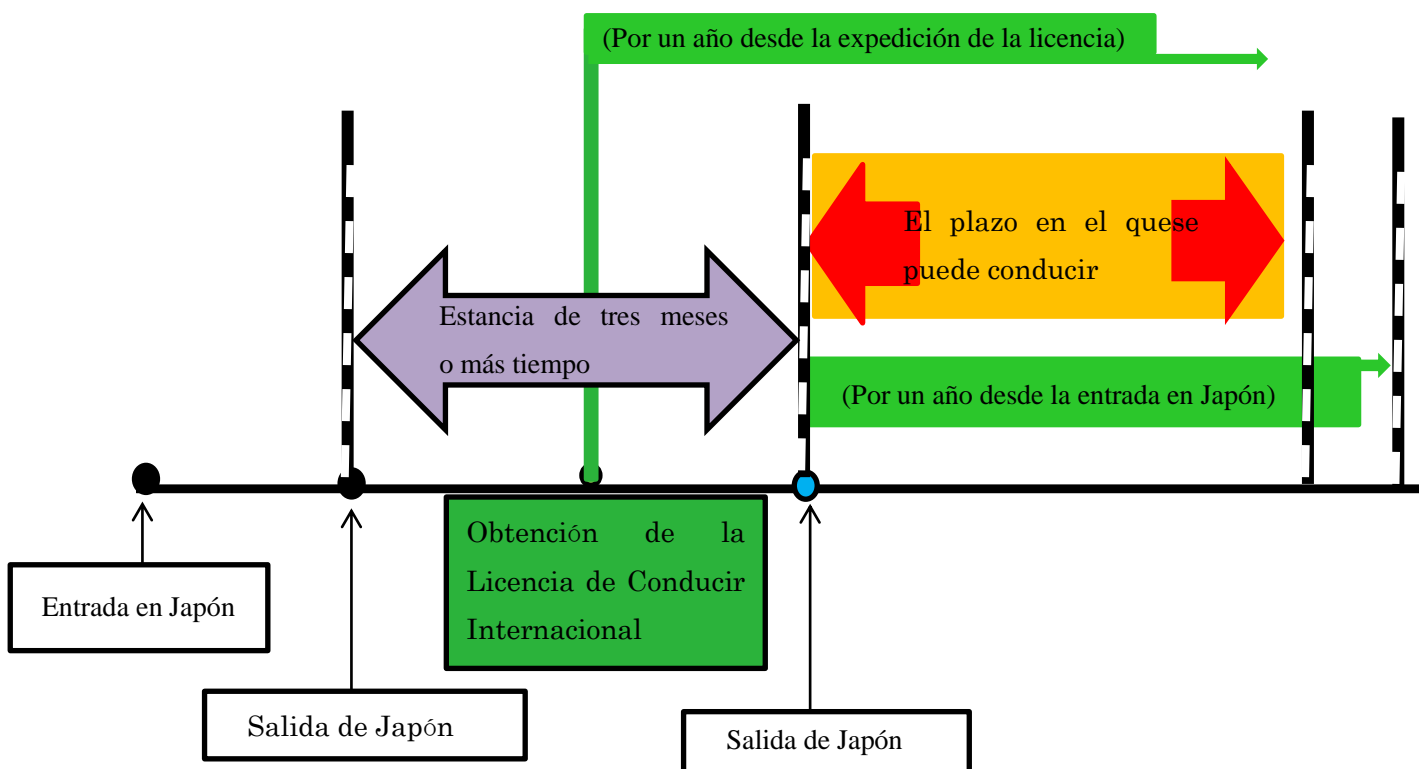 (Por un año desde la expedición de la licencia)
El plazo en el quese
puede conducir
Estancia de tres meses
o más tiempo
(Por un año desde la entrada en Japón)
Obtención de la
Licencia de Conducir
Internacional
Entrada en Japón
Salida de Japón
Salida de Japón